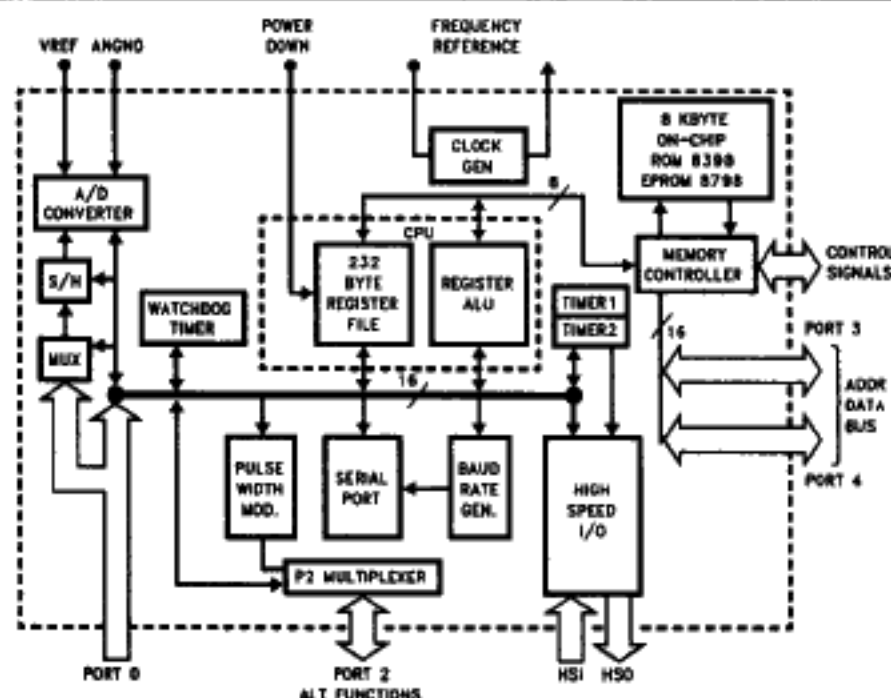 VREF ANGND
POWER
DOWN
FREQUENCY
REFERENCE
CLOCK
GEN
8 KBYTE
ON-CHIP
ROM 8398
EPROM 8798
A/D
CONVERTER
8
CPU
S/H
232
BYTE
REGISTER
FILE
REGISTER
ALU
MEMORY
CONTROLLER
CONTROL
SIGNALS
WATCHDOG
TIMER
TIMER1
TIMER2
MUX
16
16
PORT 3
ADDR
DATA
BUS
PORT 4
PULSE
WIDTH
MOD.
SERIAL
PORT
BAUD
RATE
GEN.
HIGH
SPEED
I/O
P2 MULTIPLEXER
PORT 0
PORT 2
ALT FUNCTIONS
HSI HSO